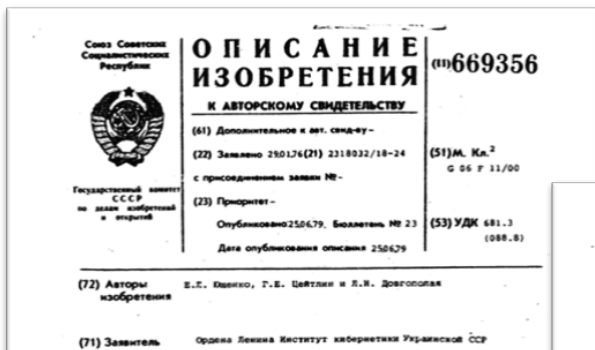 Союз Советских
Социалистических
Республик
ОПИСАНИЕ
ИЗОБРЕТЕНИЯ
К АВТОРСКОМУ СВИДЕТЕЛЬСТВУ
(11) 669356
(61) Дополнительное к авт. свид-ву –
(22) Заявлено 29.01.76 (21) 2318032/18-24
с присоединением заявки № –
(23) Приоритет –
Опубликовано 25.06.79. Бюллетень № 23
Дата опубликования описания 25.06.79
(51) М. Кл.²
G 06 F 11/00
(53) УДК 681.3
(088.8)
Государственный комитет
СССР
по делам изобретений
и открытий
(72) Авторы
изобретения
Е.Л. Ющенко, Г.Е. Цейтлин и Л.Н. Довгополая
(71) Заявитель
Ордена Ленина Институт кибернетики Украинской ССР